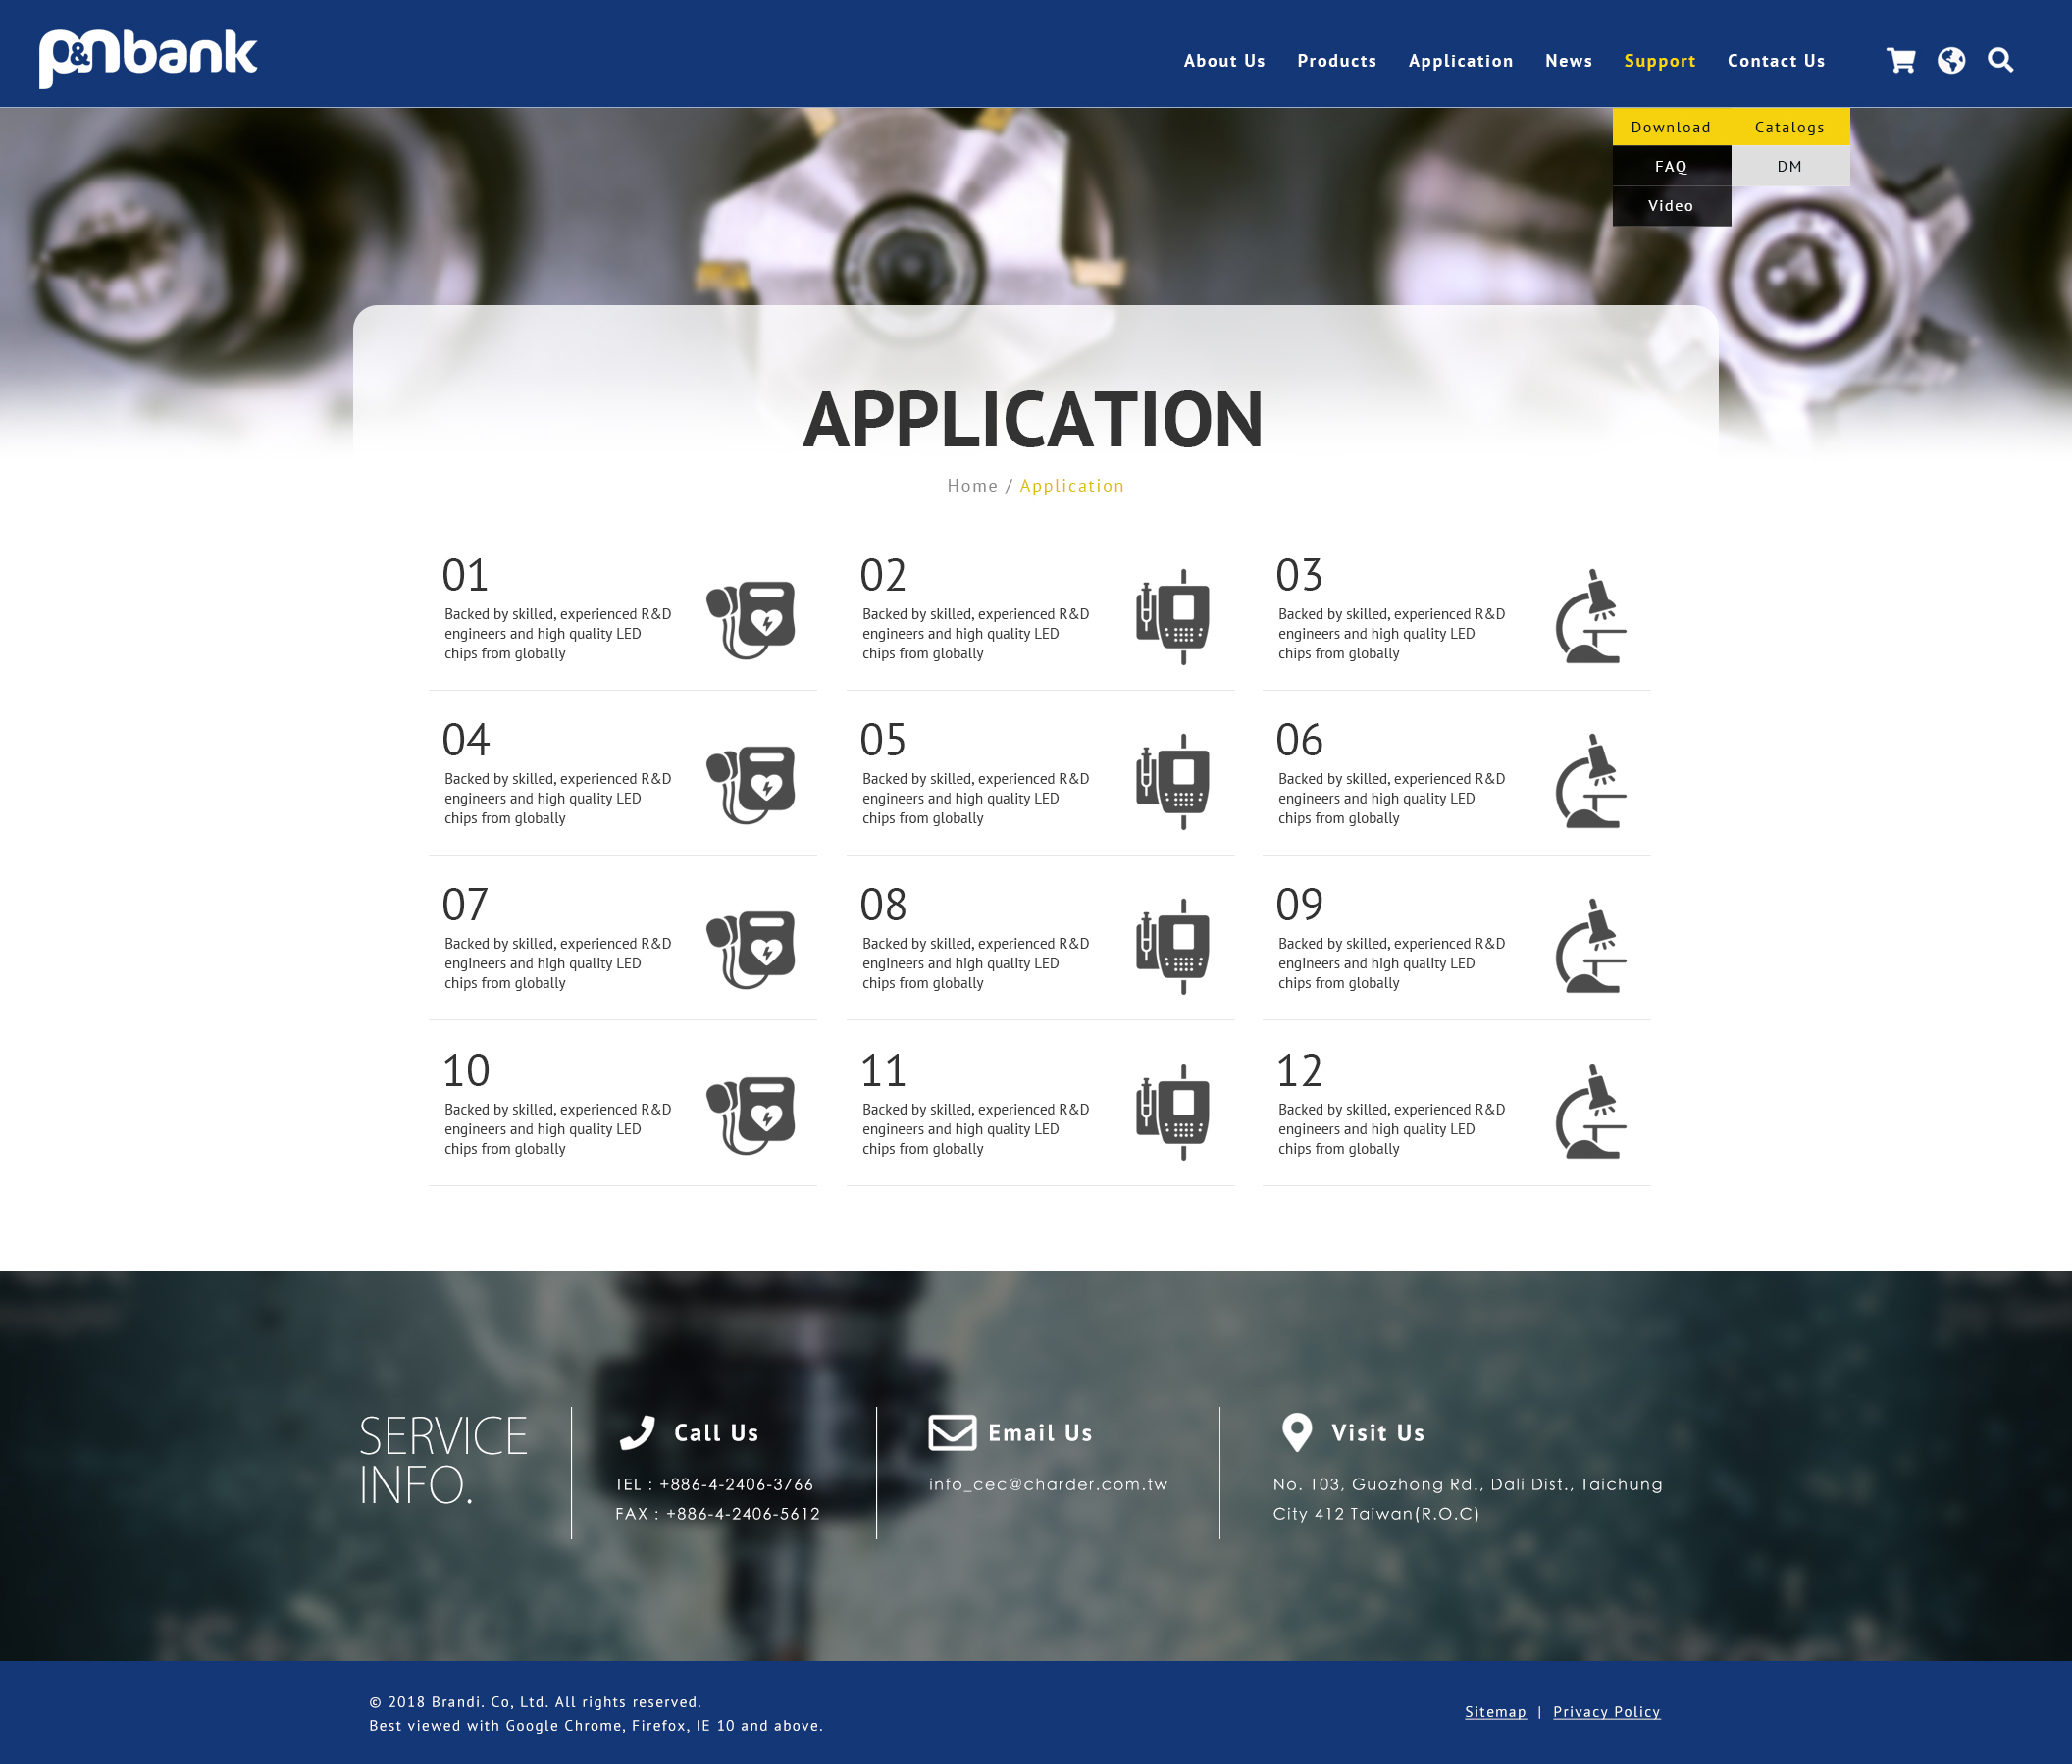 P&Nbank
About Us Products Application News Support Contact Us
Download Catalogs
FAQ DM
Video
APPLICATION
Home / Application
01
Backed by skilled, experienced R&D
engineers and high quality LED
chips from globally
02
Backed by skilled, experienced R&D
engineers and high quality LED
chips from globally
03
Backed by skilled, experienced R&D
engineers and high quality LED
chips from globally
04
Backed by skilled, experienced R&D
engineers and high quality LED
chips from globally
05
Backed by skilled, experienced R&D
engineers and high quality LED
chips from globally
06
Backed by skilled, experienced R&D
engineers and high quality LED
chips from globally
07
Backed by skilled, experienced R&D
engineers and high quality LED
chips from globally
08
Backed by skilled, experienced R&D
engineers and high quality LED
chips from globally
09
Backed by skilled, experienced R&D
engineers and high quality LED
chips from globally
10
Backed by skilled, experienced R&D
engineers and high quality LED
chips from globally
11
Backed by skilled, experienced R&D
engineers and high quality LED
chips from globally
12
Backed by skilled, experienced R&D
engineers and high quality LED
chips from globally
SERVICE
INFO.
Call Us
TEL : +886-4-2406-3766
FAX : +886-4-2406-5612
Email Us
info_cec@charder.com.tw
Visit Us
No. 103, Guozhong Rd., Dali Dist., Taichung
City 412 Taiwan(R.O.C)
© 2018 Brandi. Co, Ltd. All rights reserved.
Best viewed with Google Chrome, Firefox, IE 10 and above.
Sitemap | Privacy Policy